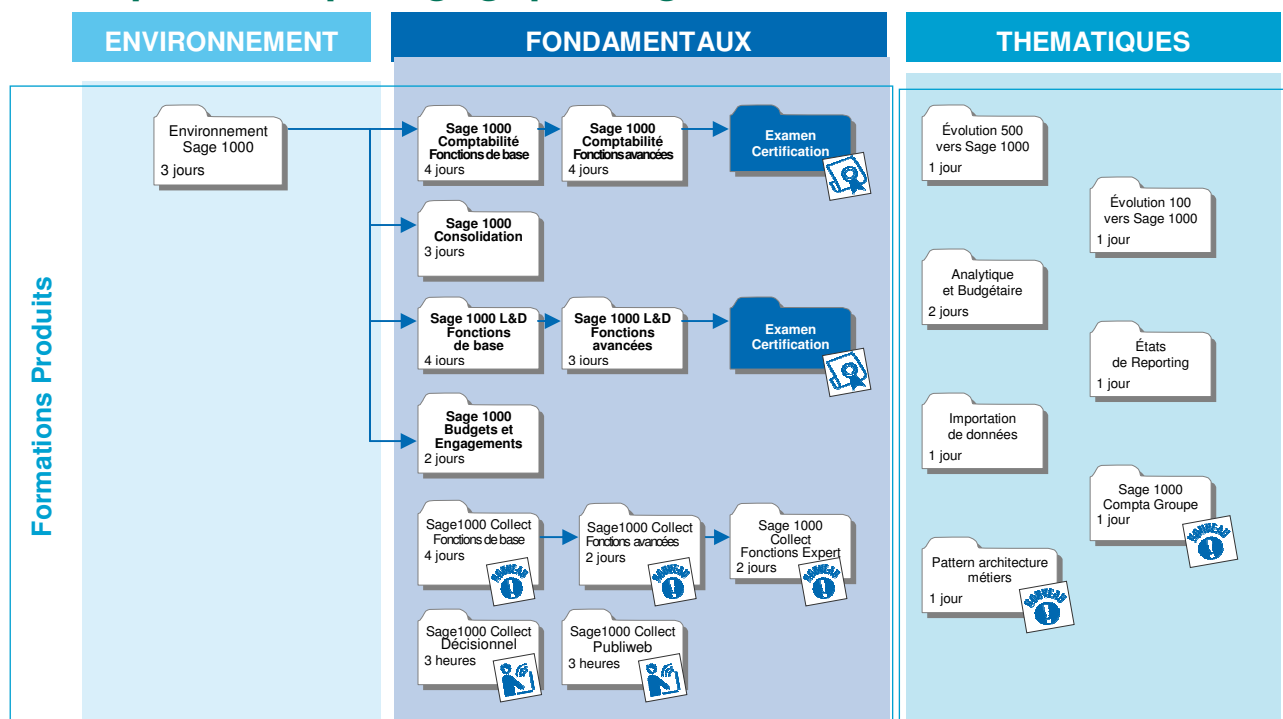 ENVIRONNEMENT
FONDAMENTAUX
THEMATIQUES
Formations Produits
Environnement
Sage 1000
3 jours
Sage 1000
Comptabilité
Fonctions de base
4 jours
Sage 1000
Comptabilité
Fonctions avancées
4 jours
Examen
Certification
Sage 1000
Consolidation
3 jours
Sage 1000 L&D
Fonctions
de base
4 jours
Sage 1000 L&D
Fonctions
avancées
3 jours
Examen
Certification
Sage 1000
Budgets et
Engagements
2 jours
Sage1000 Collect
Fonctions de base
4 jours
NOUVEAU
Sage1000 Collect
Fonctions avancées
2 jours
NOUVEAU
Sage 1000
Collect
Fonctions Expert
2 jours
NOUVEAU
Sage1000 Collect
Décisionnel
3 heures
Sage1000 Collect
Publiweb
3 heures
Évolution 500
vers Sage 1000
1 jour
Évolution 100
vers Sage 1000
1 jour
Analytique
et Budgétaire
2 jours
États
de Reporting
1 jour
Importation
de données
1 jour
Sage 1000
Compta Groupe
1 jour
NOUVEAU
Pattern architecture
métiers
1 jour
NOUVEAU